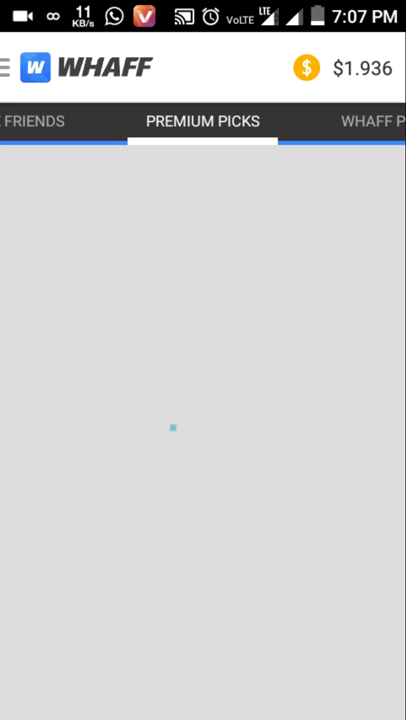 11
KB/s
VoLTE
LTE
7:07 PM
W WHAFF
$ $1.936
FRIENDS
PREMIUM PICKS
WHAFF P